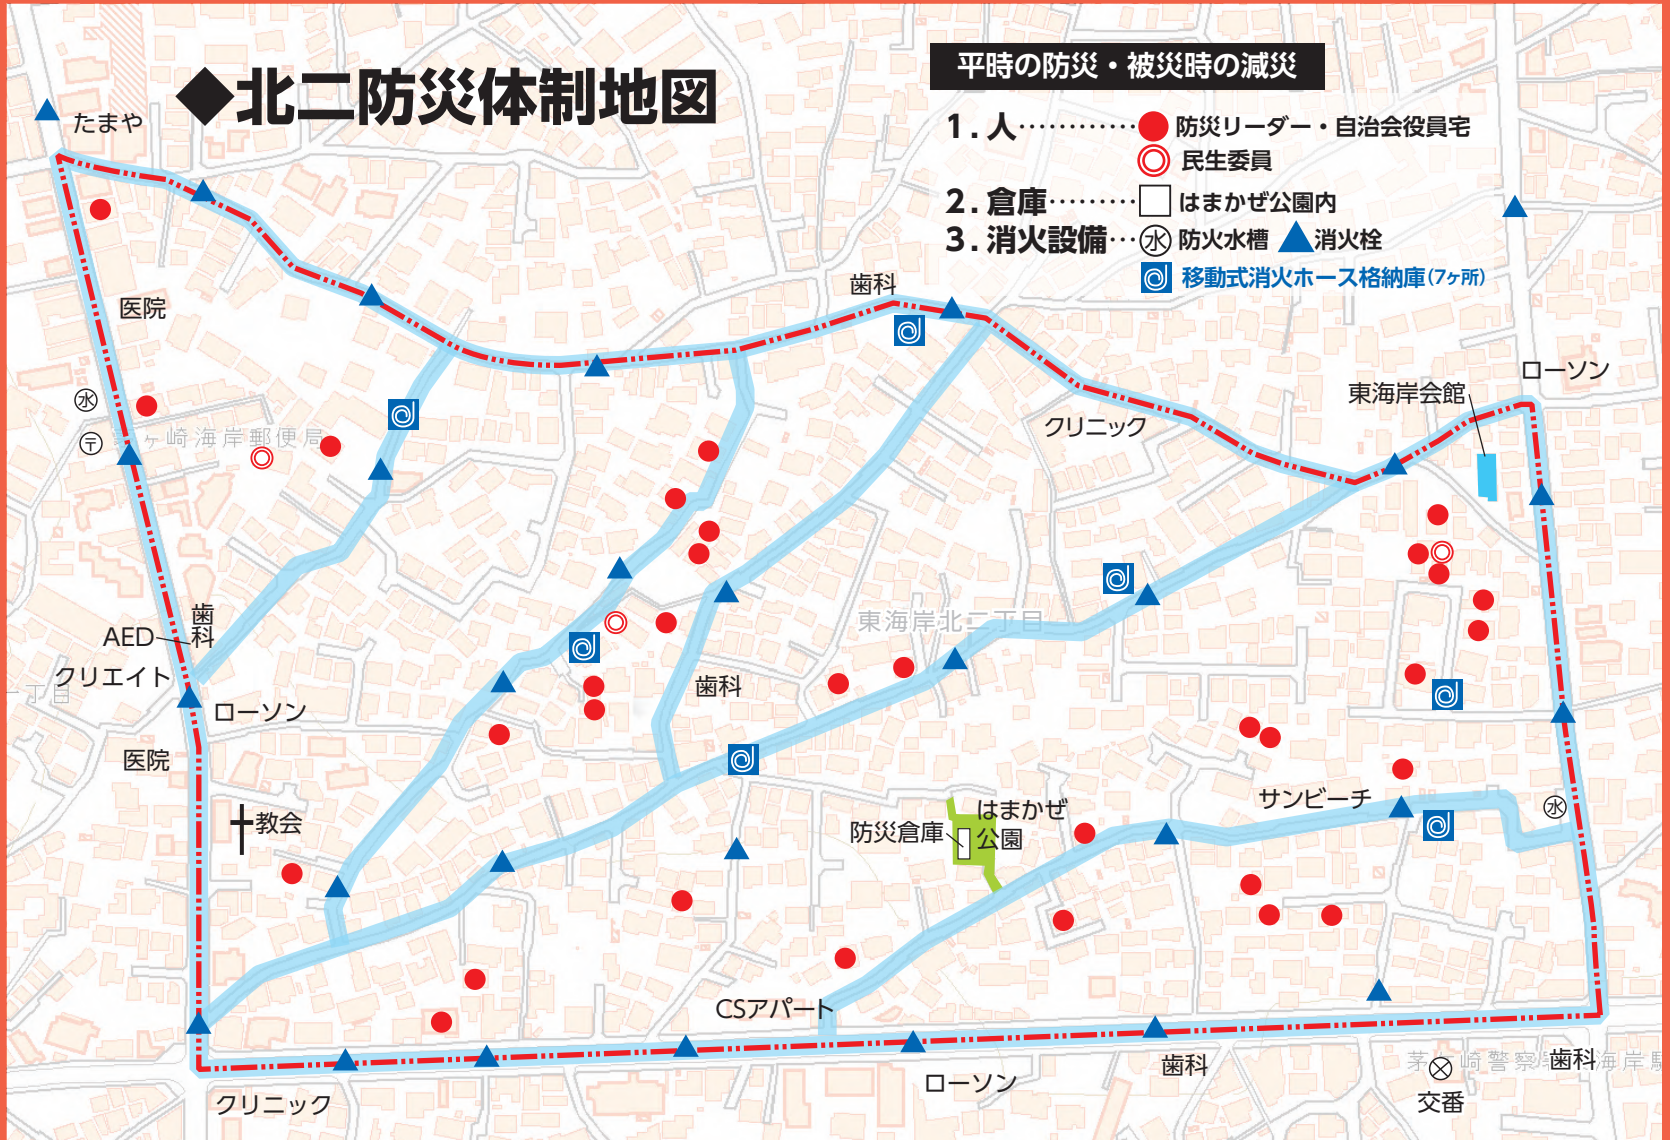 ◆北二防災体制地図
平時の防災・被災時の減災
1. 人…………防災リーダー・自治会役員宅
民生委員
2. 倉庫………はまかぜ公園内
3. 消火設備…水 防火水槽 消火栓
移動式消火ホース格納庫(7ヶ所)
たまや
医院
歯科
ローソン
東海岸会館
クリニック
水
〒
ヶ崎海岸郵便局
歯科
AED
クリエイト
一丁目
ローソン
医院
東海岸北二丁目
歯科
教会
はまかぜ
公園
防災倉庫
サンビーチ
水
CSアパート
ローソン
歯科
歯科
クリニック
交番